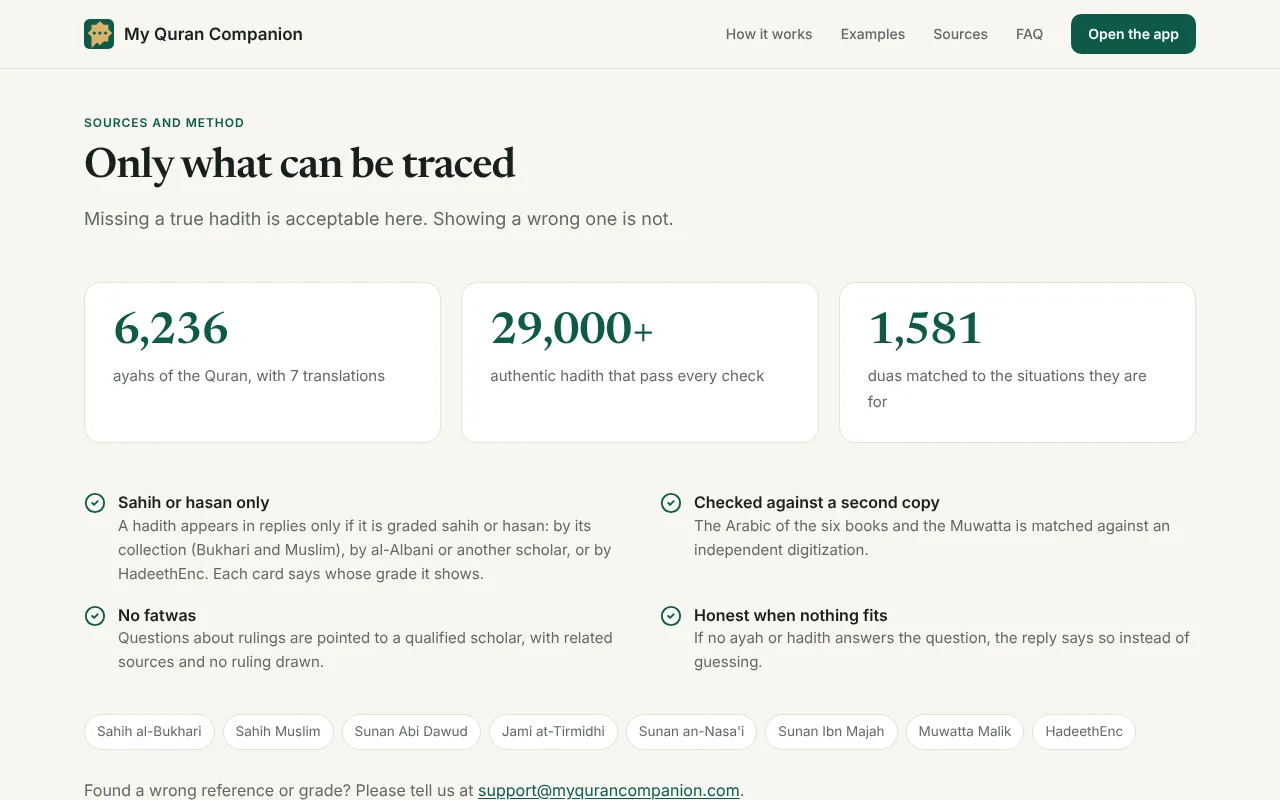 My Quran Companion
How it works
Examples
Sources
FAQ
Open the app
SOURCES AND METHOD
Only what can be traced
Missing a true hadith is acceptable here. Showing a wrong one is not.
6,236
ayahs of the Quran, with 7 translations
29,000+
authentic hadith that pass every check
1,581
duas matched to the situations they are
for
Sahih or hasan only
A hadith appears in replies only if it is graded sahih or hasan: by its
collection (Bukhari and Muslim), by al-Albani or another scholar, or by
HadeethEnc. Each card says whose grade it shows.
Checked against a second copy
The Arabic of the six books and the Muwatta is matched against an
independent digitization.
No fatwas
Questions about rulings are pointed to a qualified scholar, with related
sources and no ruling drawn.
Honest when nothing fits
If no ayah or hadith answers the question, the reply says so instead of
guessing.
Sahih al-Bukhari
Sahih Muslim
Sunan Abi Dawud
Jami at-Tirmidhi
Sunan an-Nasa'i
Sunan Ibn Majah
Muwatta Malik
HadeethEnc
Found a wrong reference or grade? Please tell us at support@myqurancompanion.com.